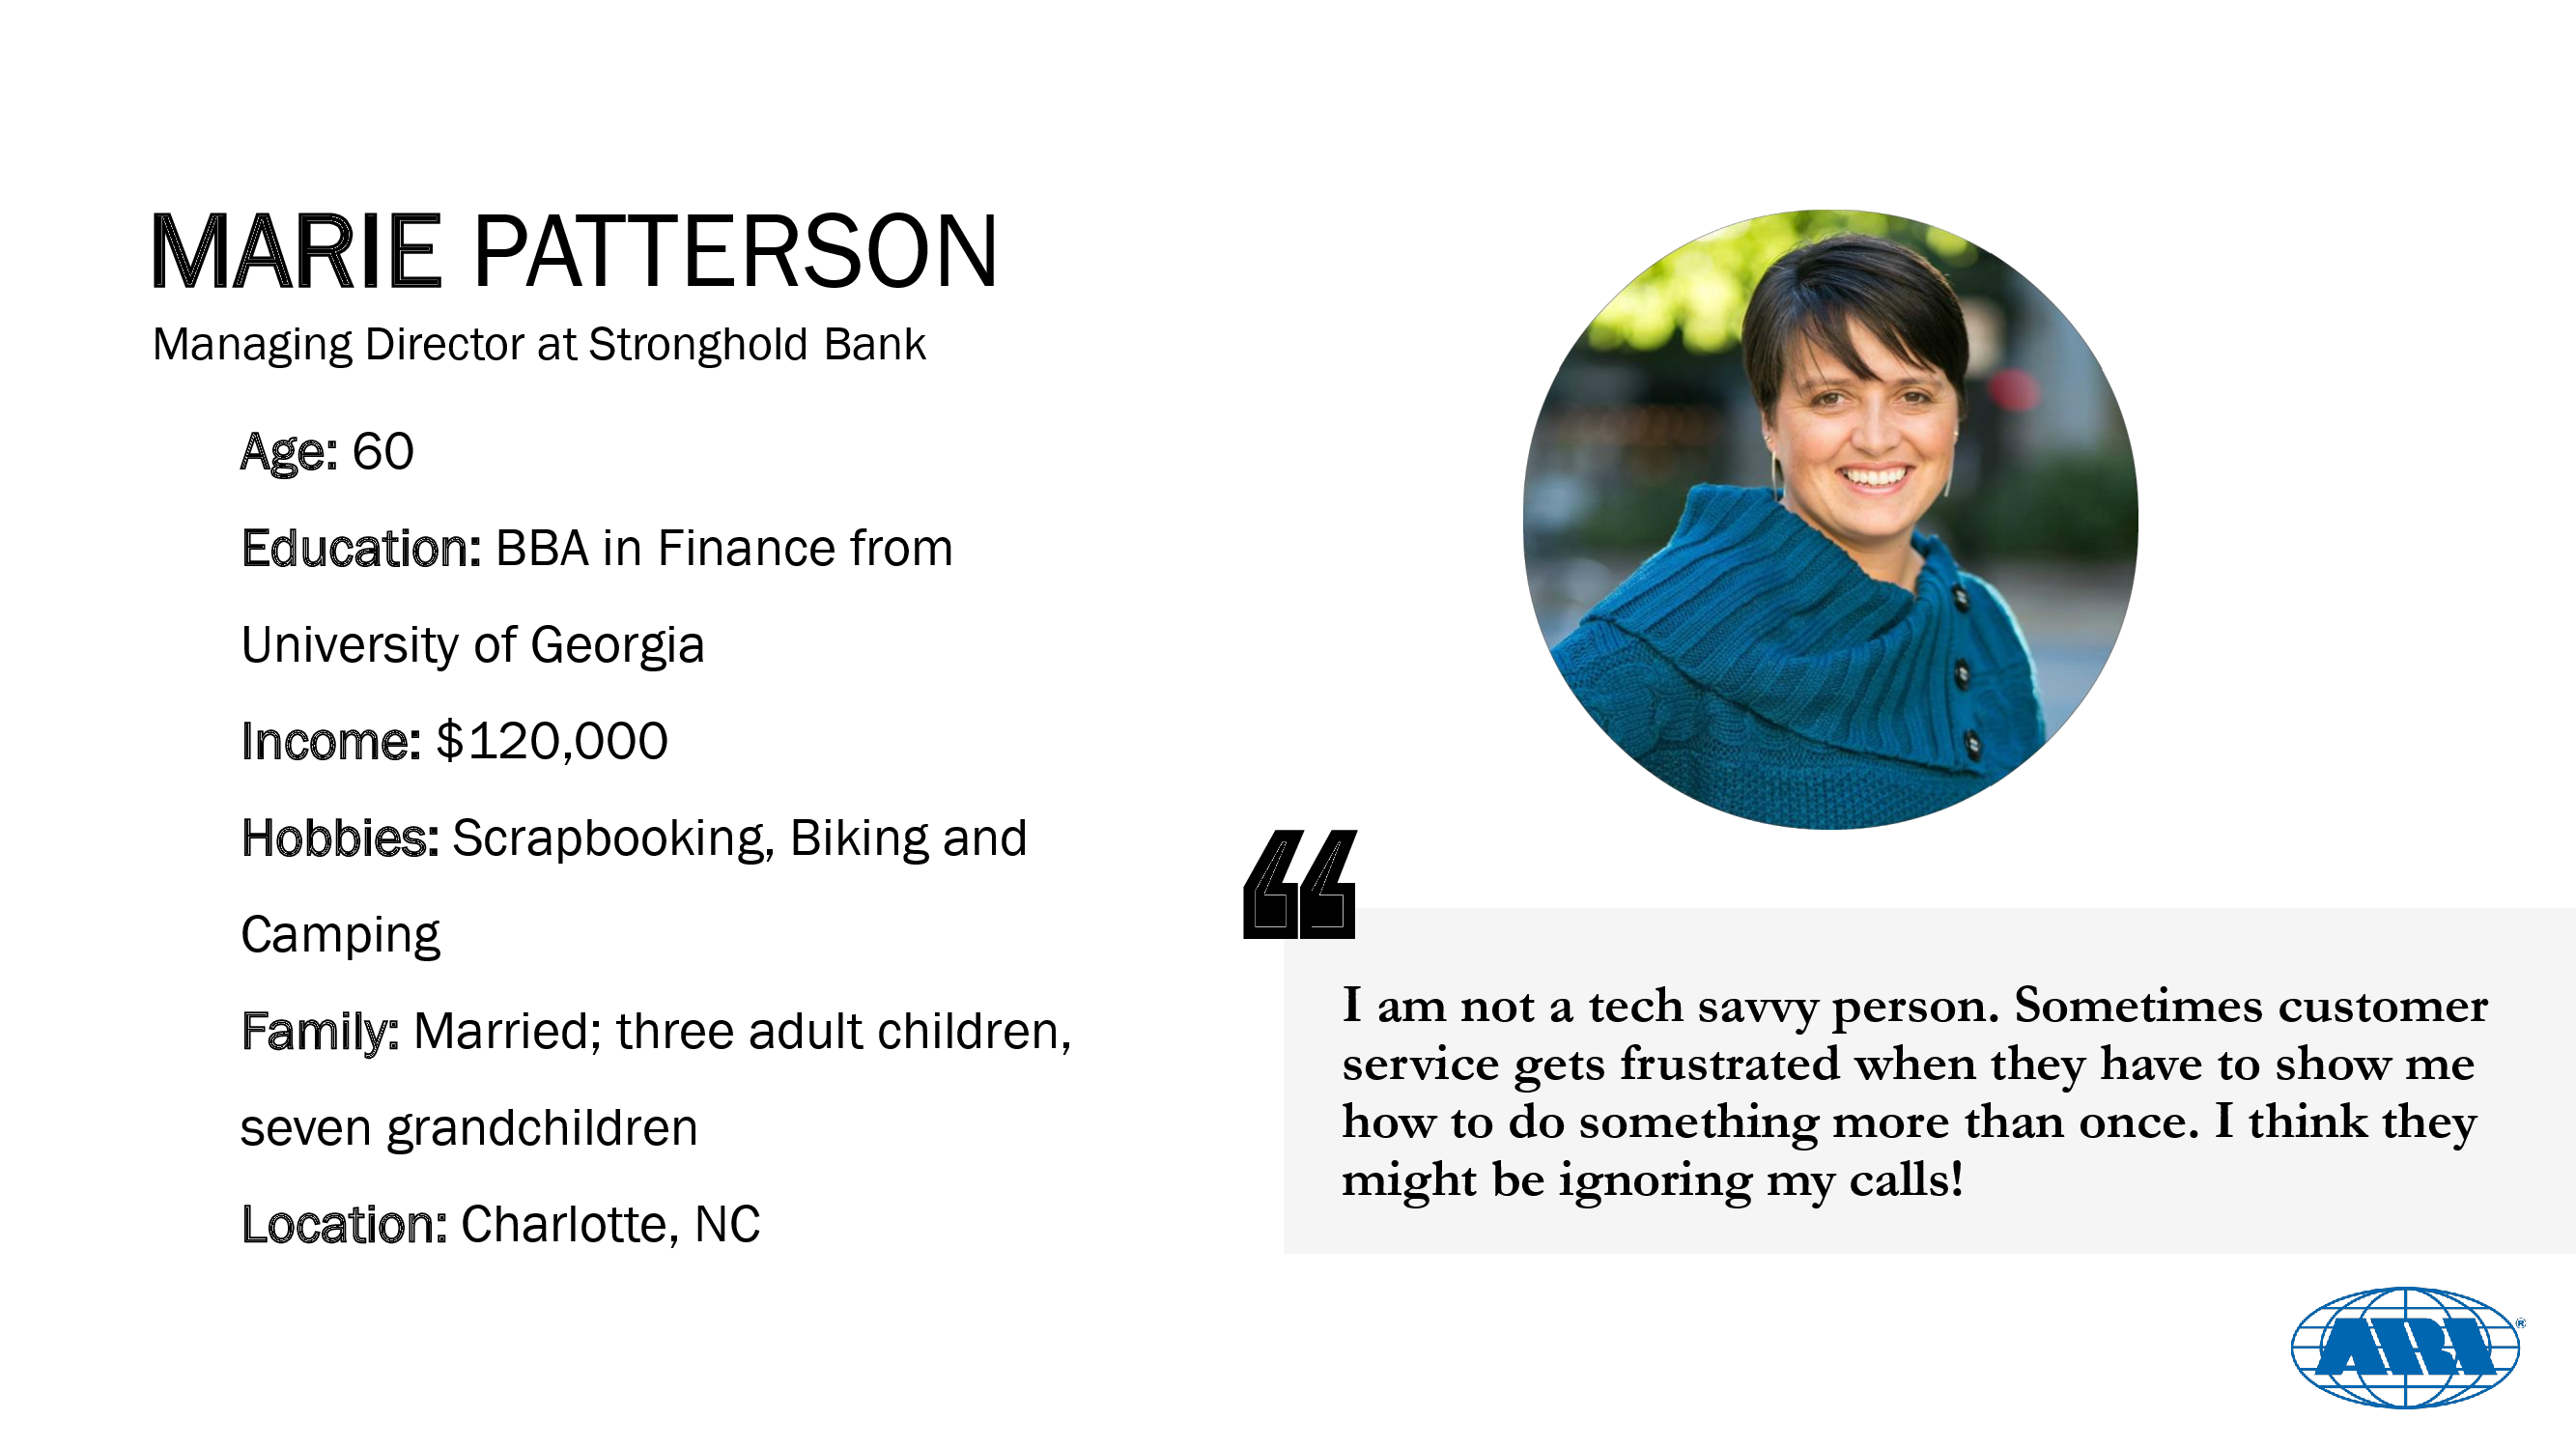 MARIE PATTERSON
Managing Director at Stronghold Bank
Age: 60
Education: BBA in Finance from
University of Georgia
Income: $120,000
Hobbies: Scrapbooking, Biking and
Camping
Family: Married; three adult children,
seven grandchildren
Location: Charlotte, NC
“
I am not a tech savvy person. Sometimes customer
service gets frustrated when they have to show me
how to do something more than once. I think they
might be ignoring my calls!
ARI®